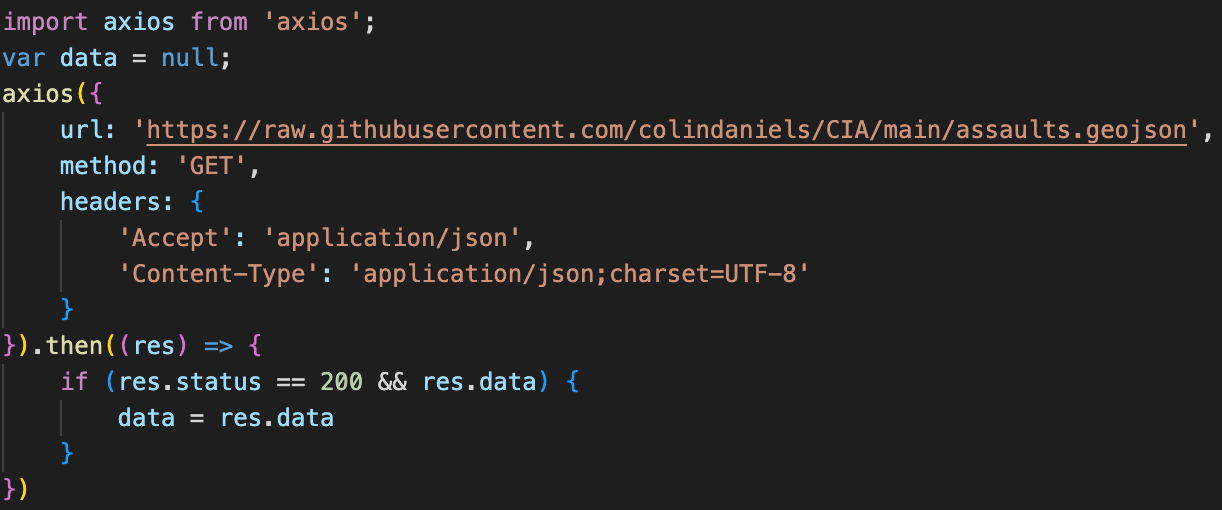 import axios from 'axios';
var data = null;
axios({
    url: 'https://raw.githubusercontent.com/colindaniels/CIA/main/assaults.geojson',
    method: 'GET',
    headers: {
        'Accept': 'application/json',
        'Content-Type': 'application/json;charset=UTF-8'
    }
}).then((res) => {
    if (res.status == 200 && res.data) {
        data = res.data
    }
})